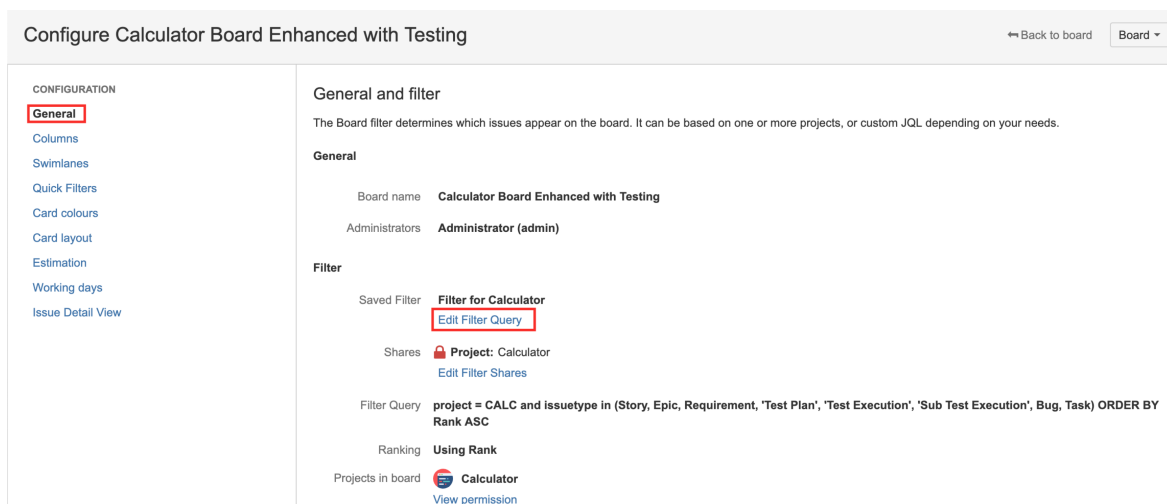 Configure Calculator Board Enhanced with Testing
Back to board
Board
CONFIGURATION
General
Columns
Swimlanes
Quick Filters
Card colours
Card layout
Estimation
Working days
Issue Detail View
General and filter
The Board filter determines which issues appear on the board. It can be based on one or more projects, or custom JQL depending on your needs.
General
Board name Calculator Board Enhanced with Testing
Administrators Administrator (admin)
Filter
Saved Filter Filter for Calculator
Edit Filter Query
Shares Project: Calculator
Edit Filter Shares
Filter Query project = CALC and issuetype in (Story, Epic, Requirement, 'Test Plan', 'Test Execution', 'Sub Test Execution', Bug, Task) ORDER BY
Rank ASC
Ranking Using Rank
Projects in board Calculator
View permission